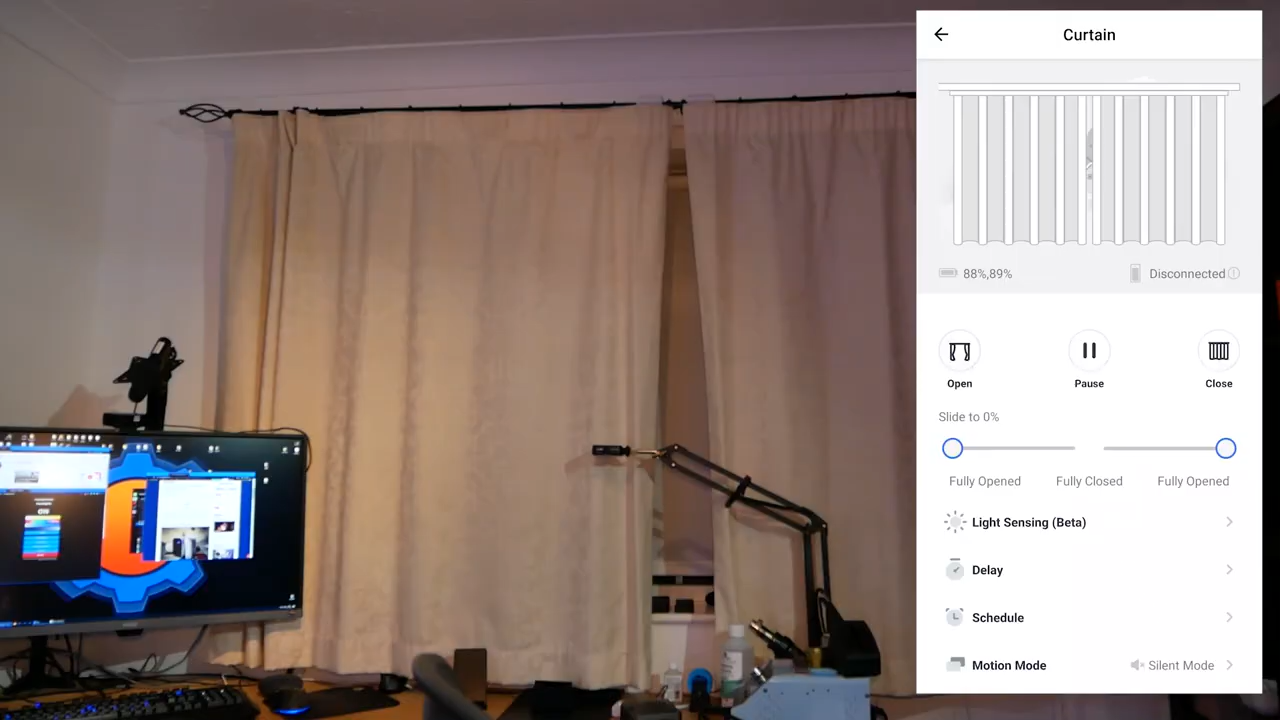 Curtain
88%,89%
Disconnected
Open
Pause
Close
Slide to 0%
Fully Opened
Fully Closed
Fully Opened
Light Sensing (Beta)
Delay
Schedule
Motion Mode
Silent Mode